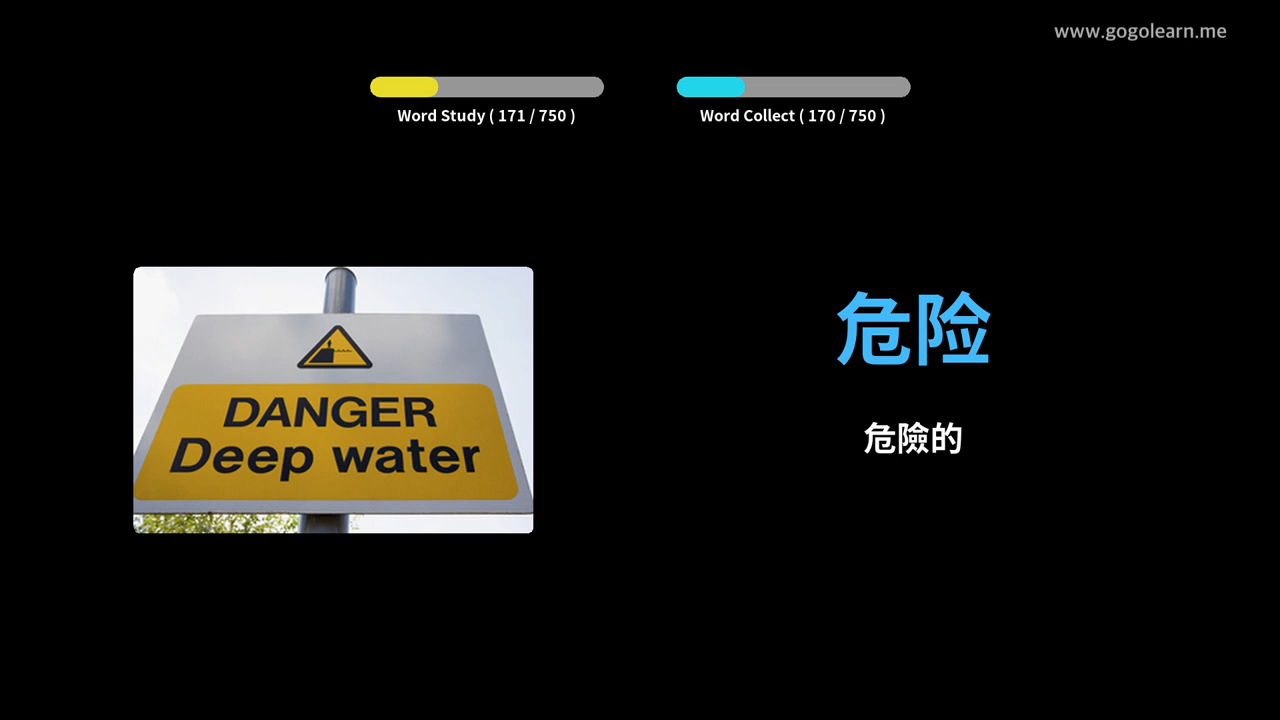 www.gogolearn.me
Word Study ( 171 / 750 )
Word Collect ( 170 / 750 )
DANGER
Deep water
危险
危險的